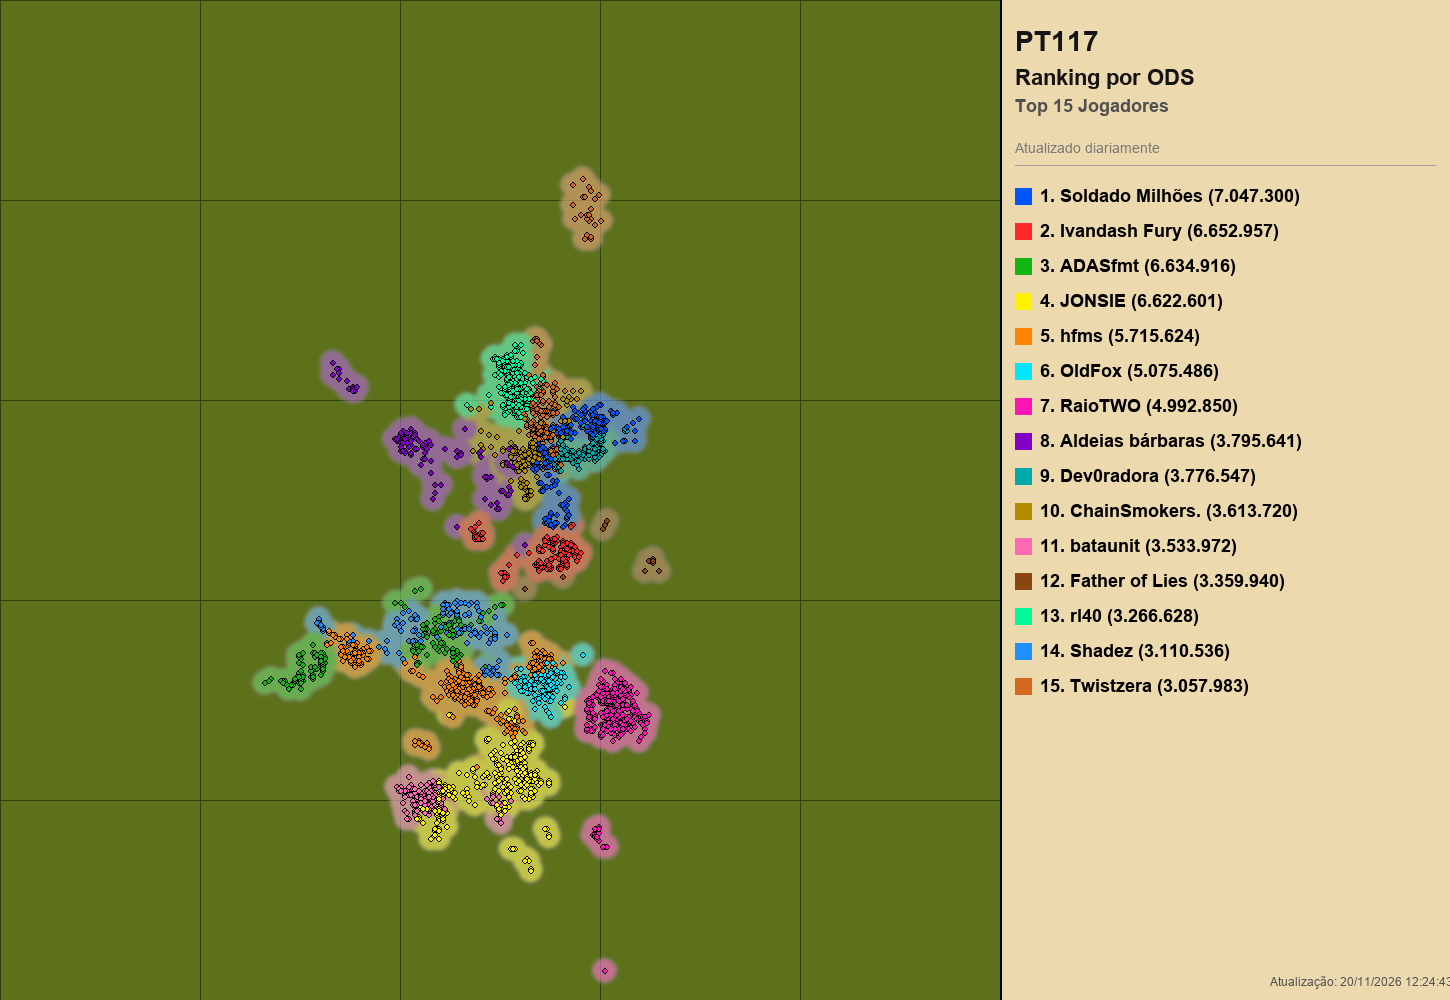 PT117
Ranking por ODS
Top 15 Jogadores
Atualizado diariamente
1. Soldado Milhões (7.047.300)
2. Ivandash Fury (6.652.957)
3. ADASfmt (6.634.916)
4. JONSIE (6.622.601)
5. hfms (5.715.624)
6. OldFox (5.075.486)
7. RaioTWO (4.992.850)
8. Aldeias bárbaras (3.795.641)
9. Dev0radora (3.776.547)
10. ChainSmokers. (3.613.720)
11. bataunit (3.533.972)
12. Father of Lies (3.359.940)
13. rl40 (3.266.628)
14. Shadez (3.110.536)
15. Twistzera (3.057.983)
Atualização: 20/11/2026 12:24:43